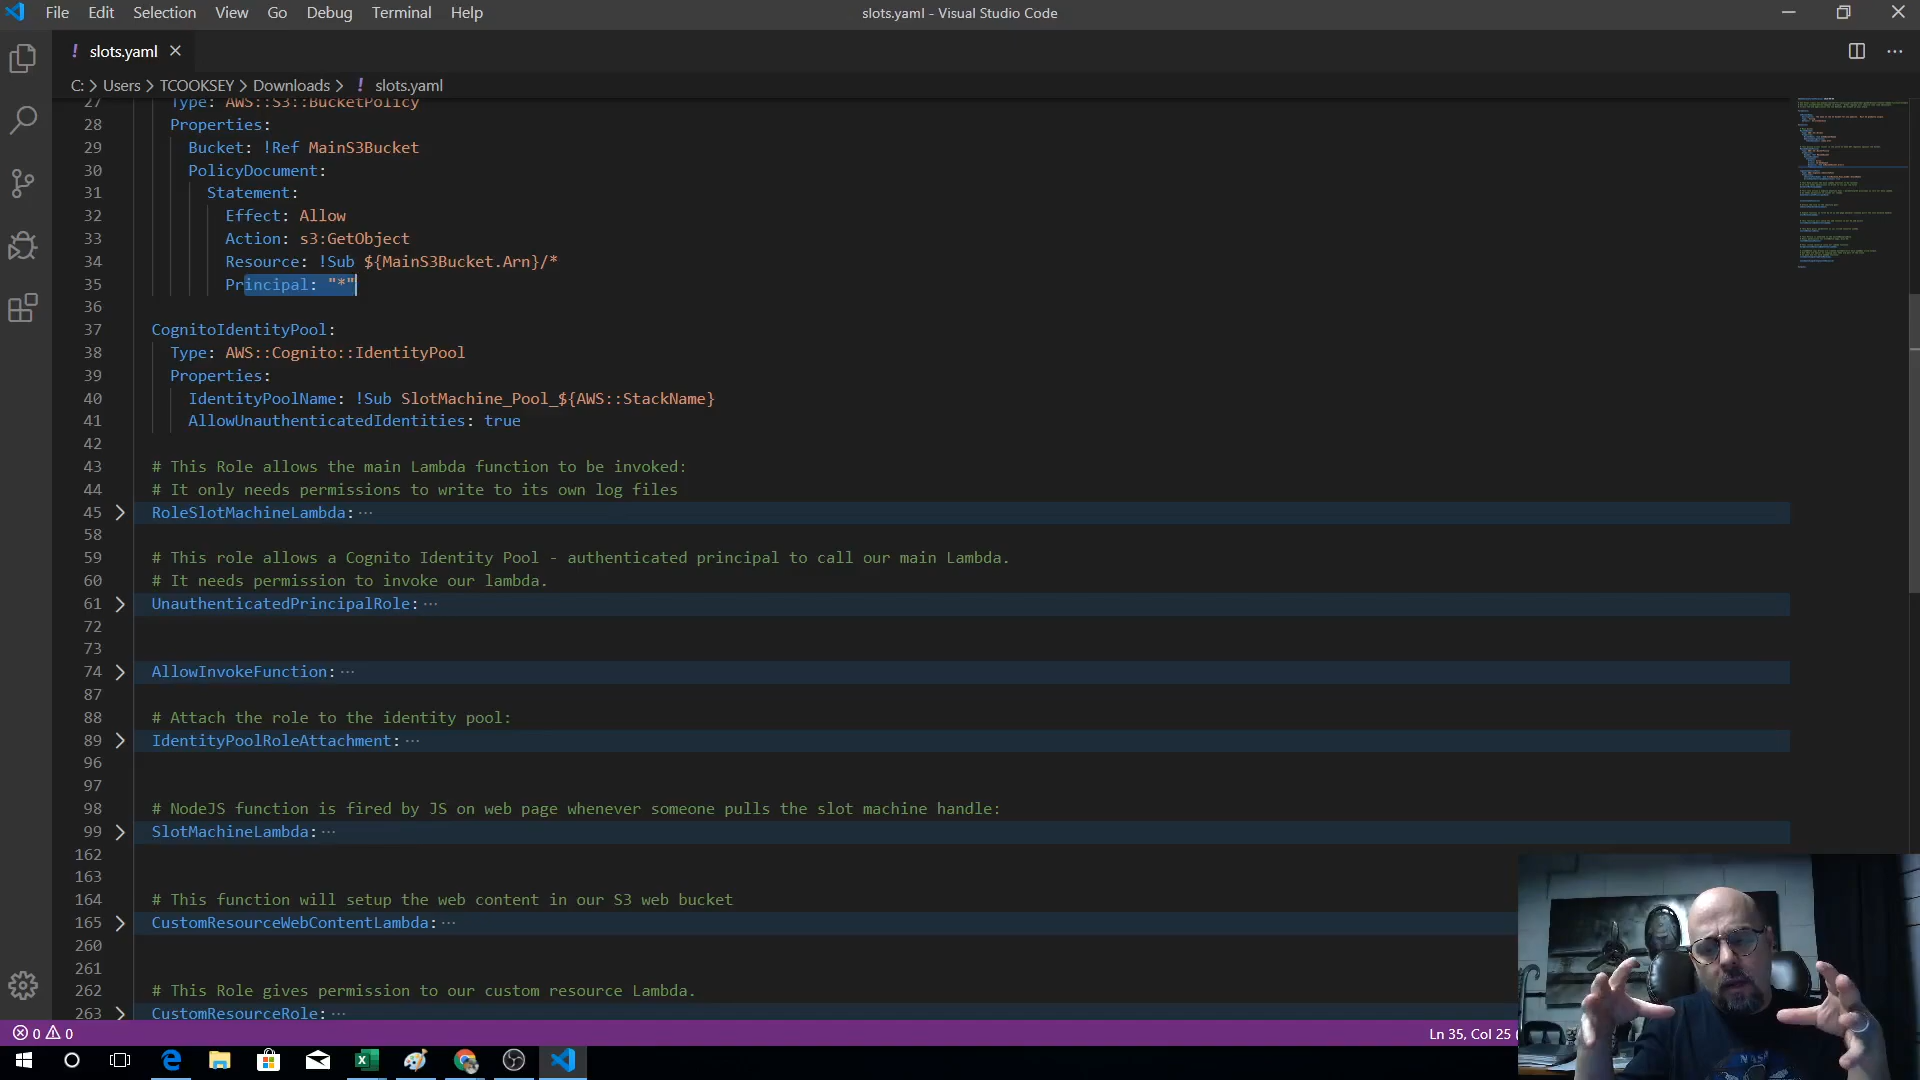 File Edit Selection View Go Debug Terminal Help
slots.yaml - Visual Studio Code
! slots.yaml
C: > Users > TCOOKSEY > Downloads > ! slots.yaml
27 Type: AWS::S3::BucketPolicy
28 Properties:
29 Bucket: !Ref MainS3Bucket
30 PolicyDocument:
31 Statement:
32 Effect: Allow
33 Action: s3:GetObject
34 Resource: !Sub ${MainS3Bucket.Arn}/*
35 Principal: "*"
36
37 CognitoIdentityPool:
38 Type: AWS::Cognito::IdentityPool
39 Properties:
40 IdentityPoolName: !Sub SlotMachine_Pool_${AWS::StackName}
41 AllowUnauthenticatedIdentities: true
42
43 # This Role allows the main Lambda function to be invoked:
44 # It only needs permissions to write to its own log files
45 RoleSlotMachineLambda: ···
58
59 # This role allows a Cognito Identity Pool - authenticated principal to call our main Lambda.
60 # It needs permission to invoke our lambda.
61 UnauthenticatedPrincipalRole: ···
72
73
74 AllowInvokeFunction: ···
87
88 # Attach the role to the identity pool:
89 IdentityPoolRoleAttachment: ···
96
97
98 # NodeJS function is fired by JS on web page whenever someone pulls the slot machine handle:
99 SlotMachineLambda: ···
162
163
164 # This function will setup the web content in our S3 web bucket
165 CustomResourceWebContentLambda: ···
260
261
262 # This Role gives permission to our custom resource Lambda.
263 CustomResourceRole: ···
0 0
Ln 35, Col 25
NASA